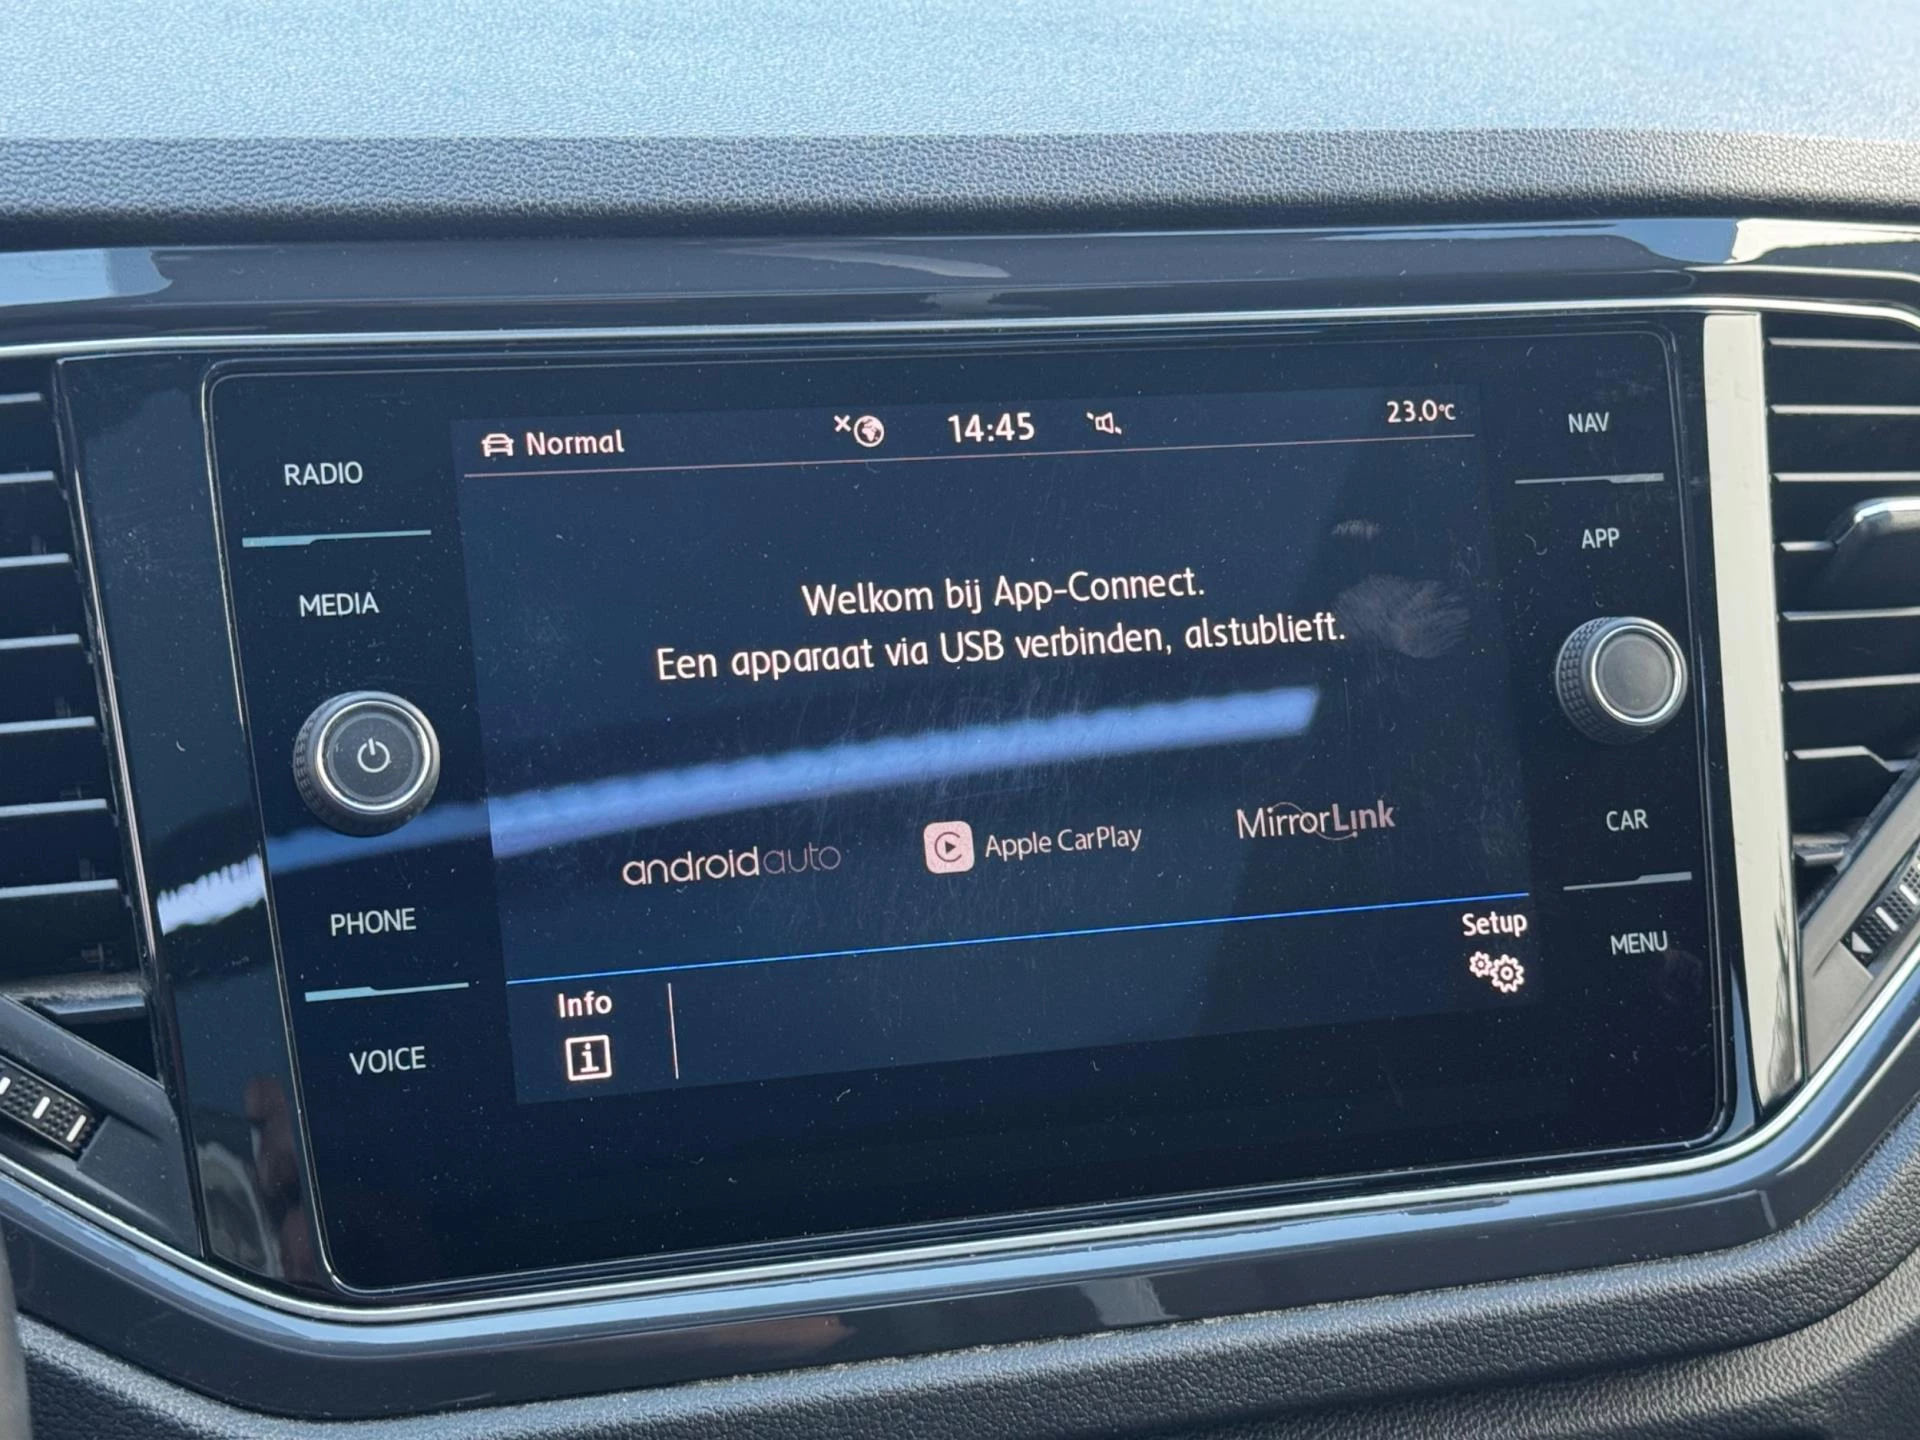 Normal 14:45 23.0°C
RADIO
MEDIA
PHONE
VOICE
NAV
APP
CAR
MENU
Welkom bij App-Connect.
Een apparaat via USB verbinden, alstublieft.
androidauto
Apple CarPlay
MirrorLink
Info
Setup